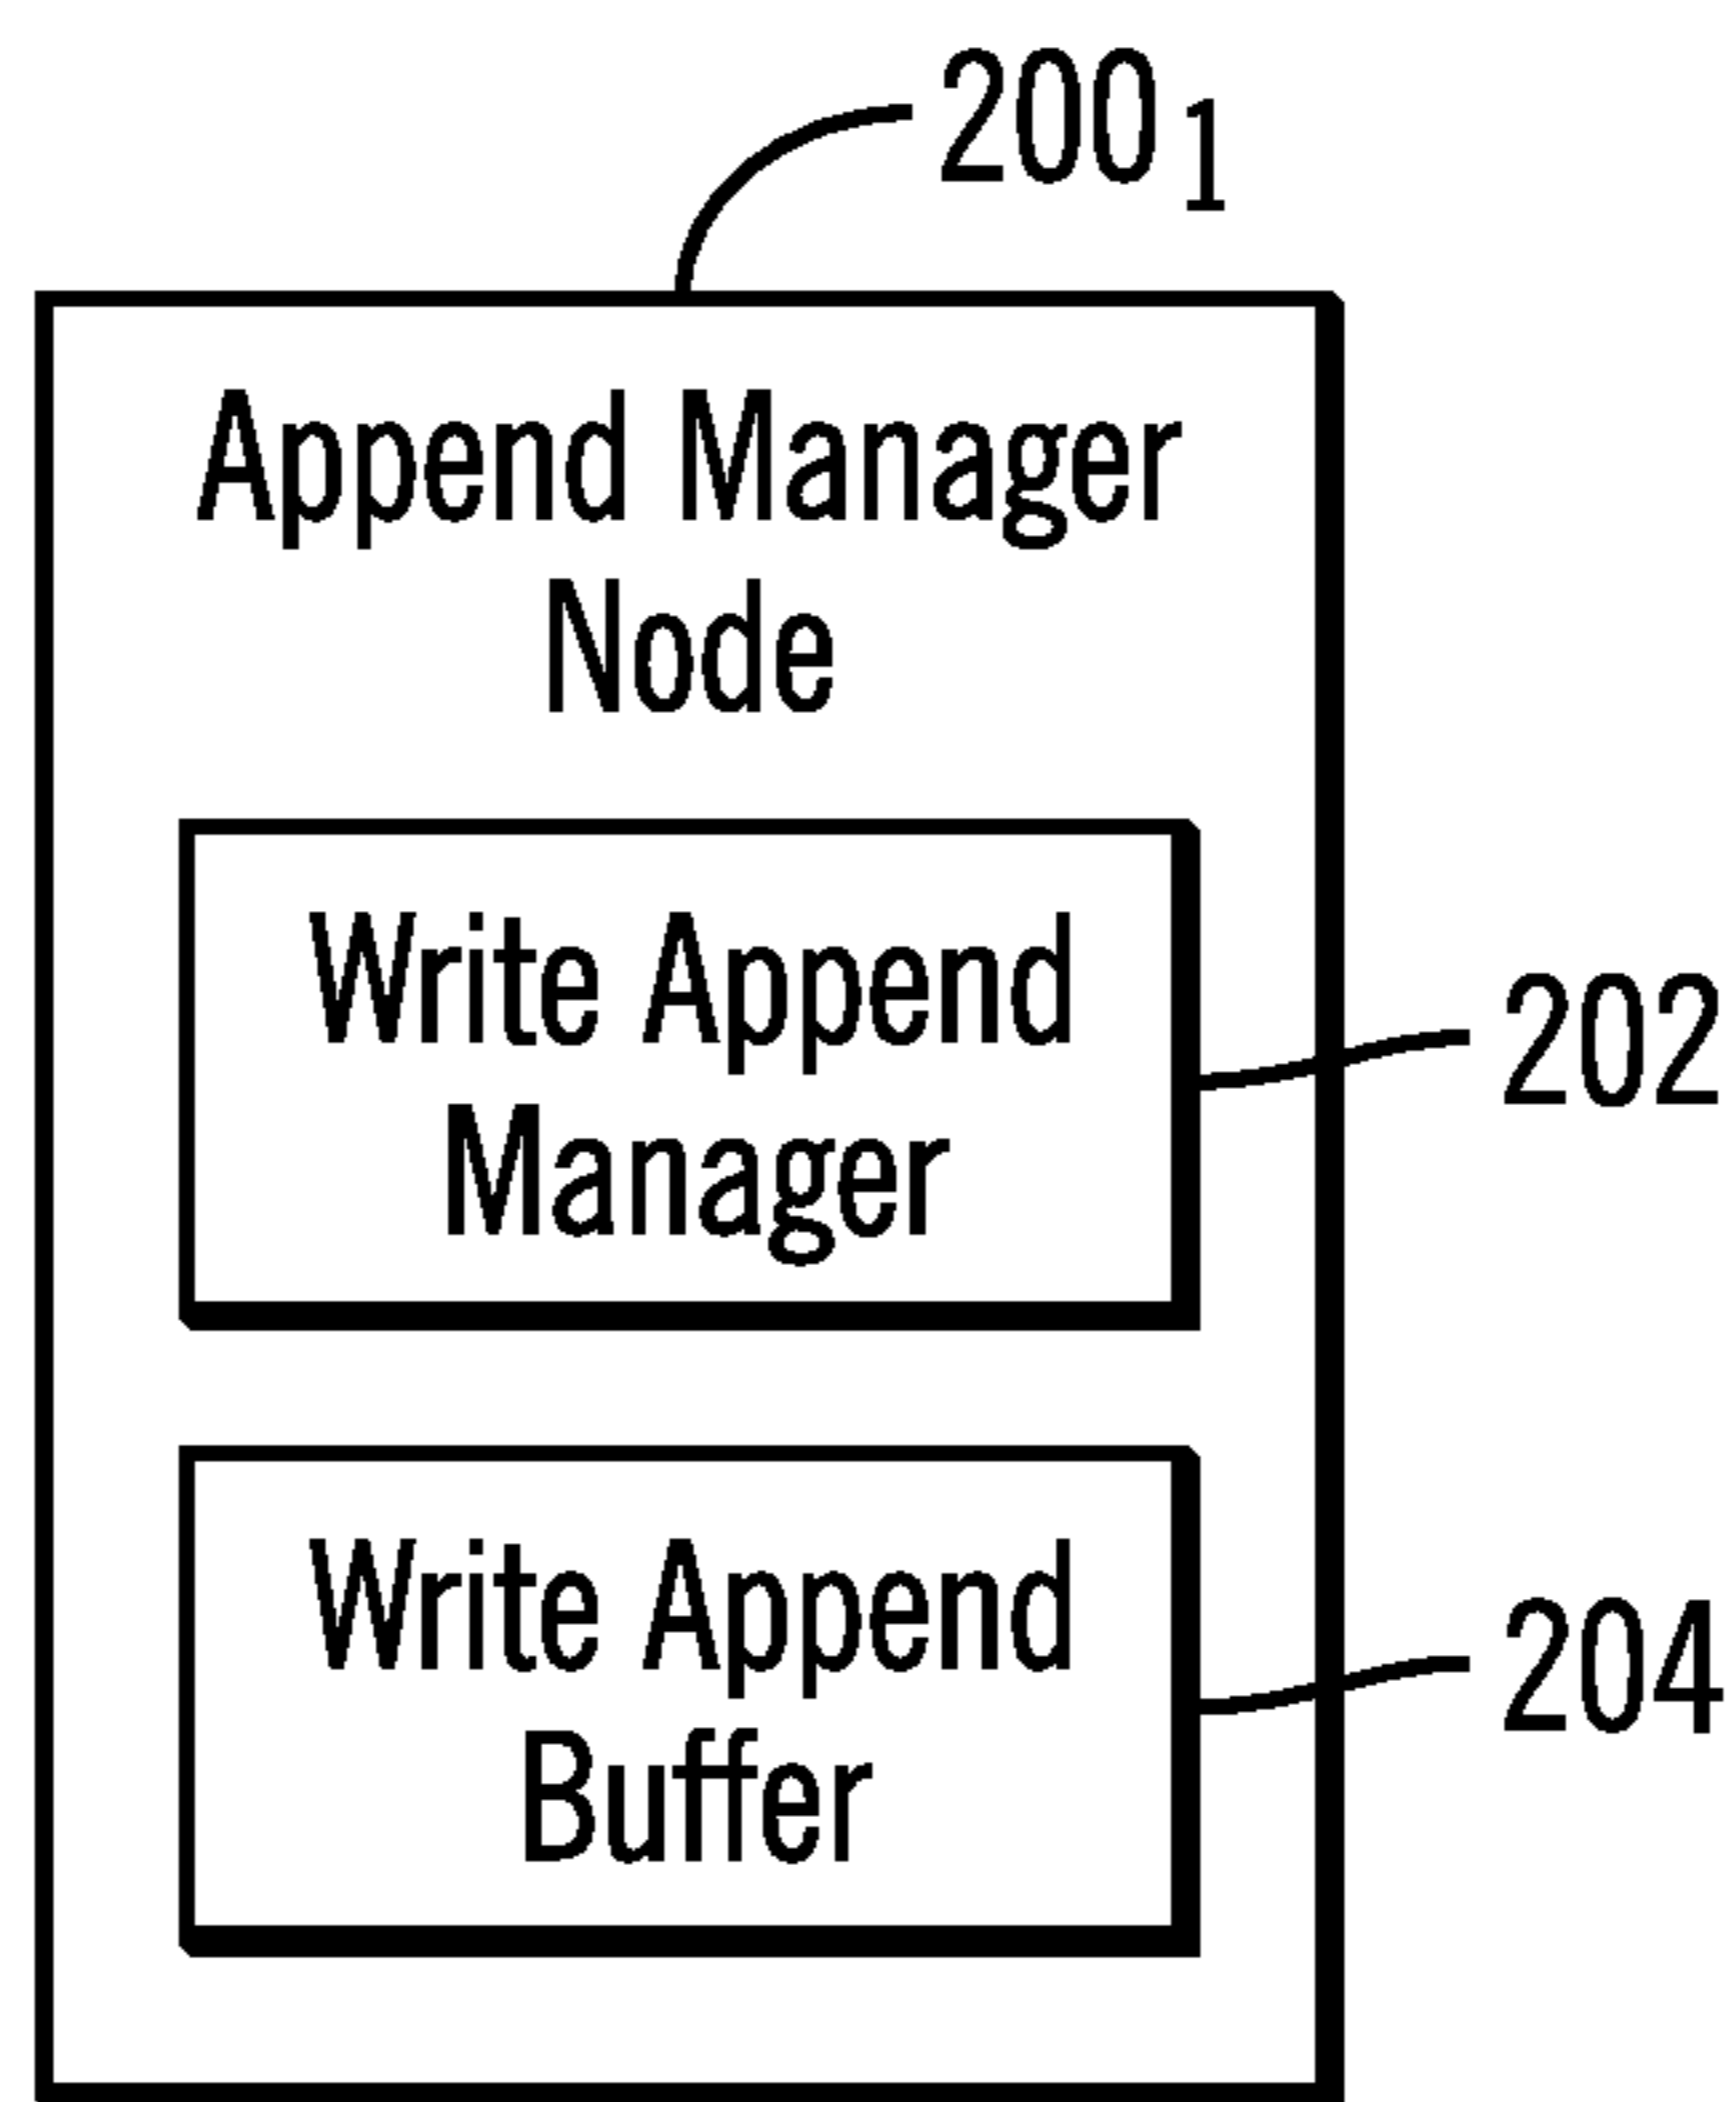 200₁
Append Manager
Node
Write Append
Manager
202
Write Append
Buffer
204